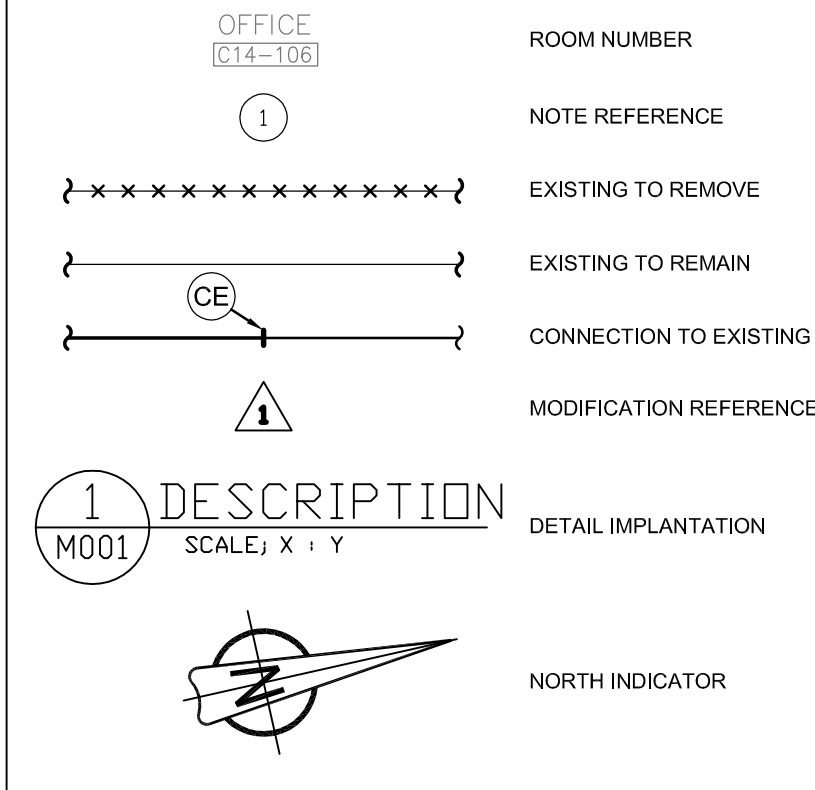 OFFICE
C14-106
ROOM NUMBER
1
NOTE REFERENCE
EXISTING TO REMOVE
EXISTING TO REMAIN
CE
CONNECTION TO EXISTING
1
MODIFICATION REFERENCE
1
M001
DESCRIPTION
SCALE; X : Y
DETAIL IMPLANTATION
N
NORTH INDICATOR